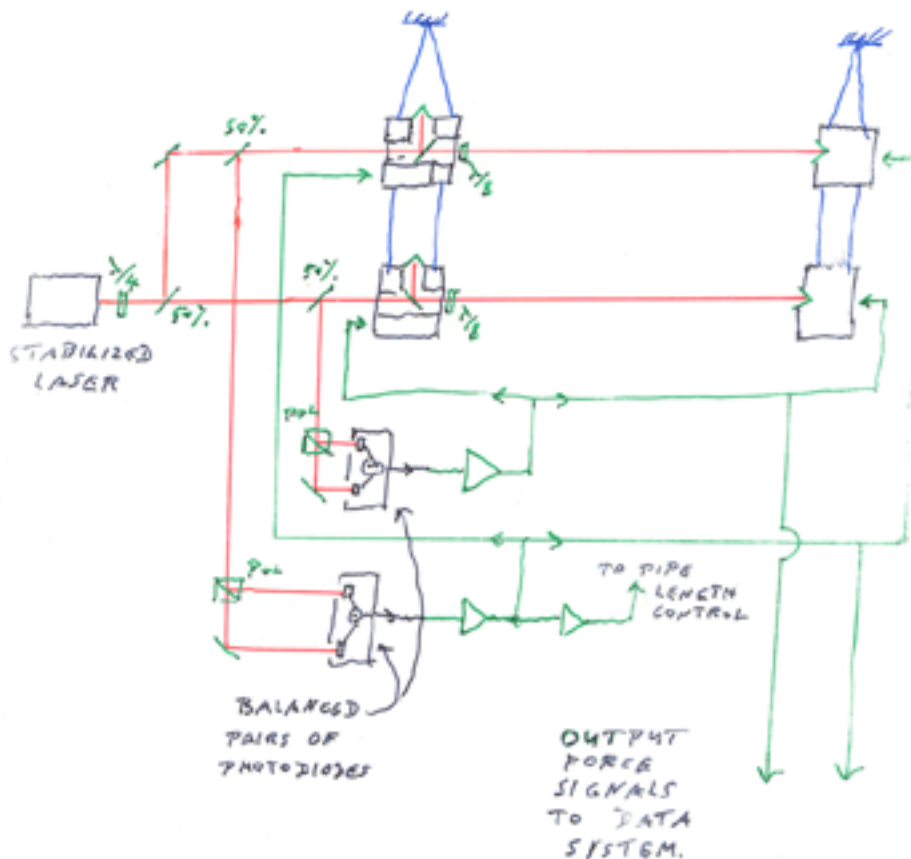 50%.
λ/8
λ/4
50%.
50%.
λ/8
STABILIZED
LASER
POL
POL
TO PIPE
LENGTH
CONTROL
BALANCED
PAIRS OF
PHOTODIODES
OUTPUT
FORCE
SIGNALS
TO DATA
SYSTEM.